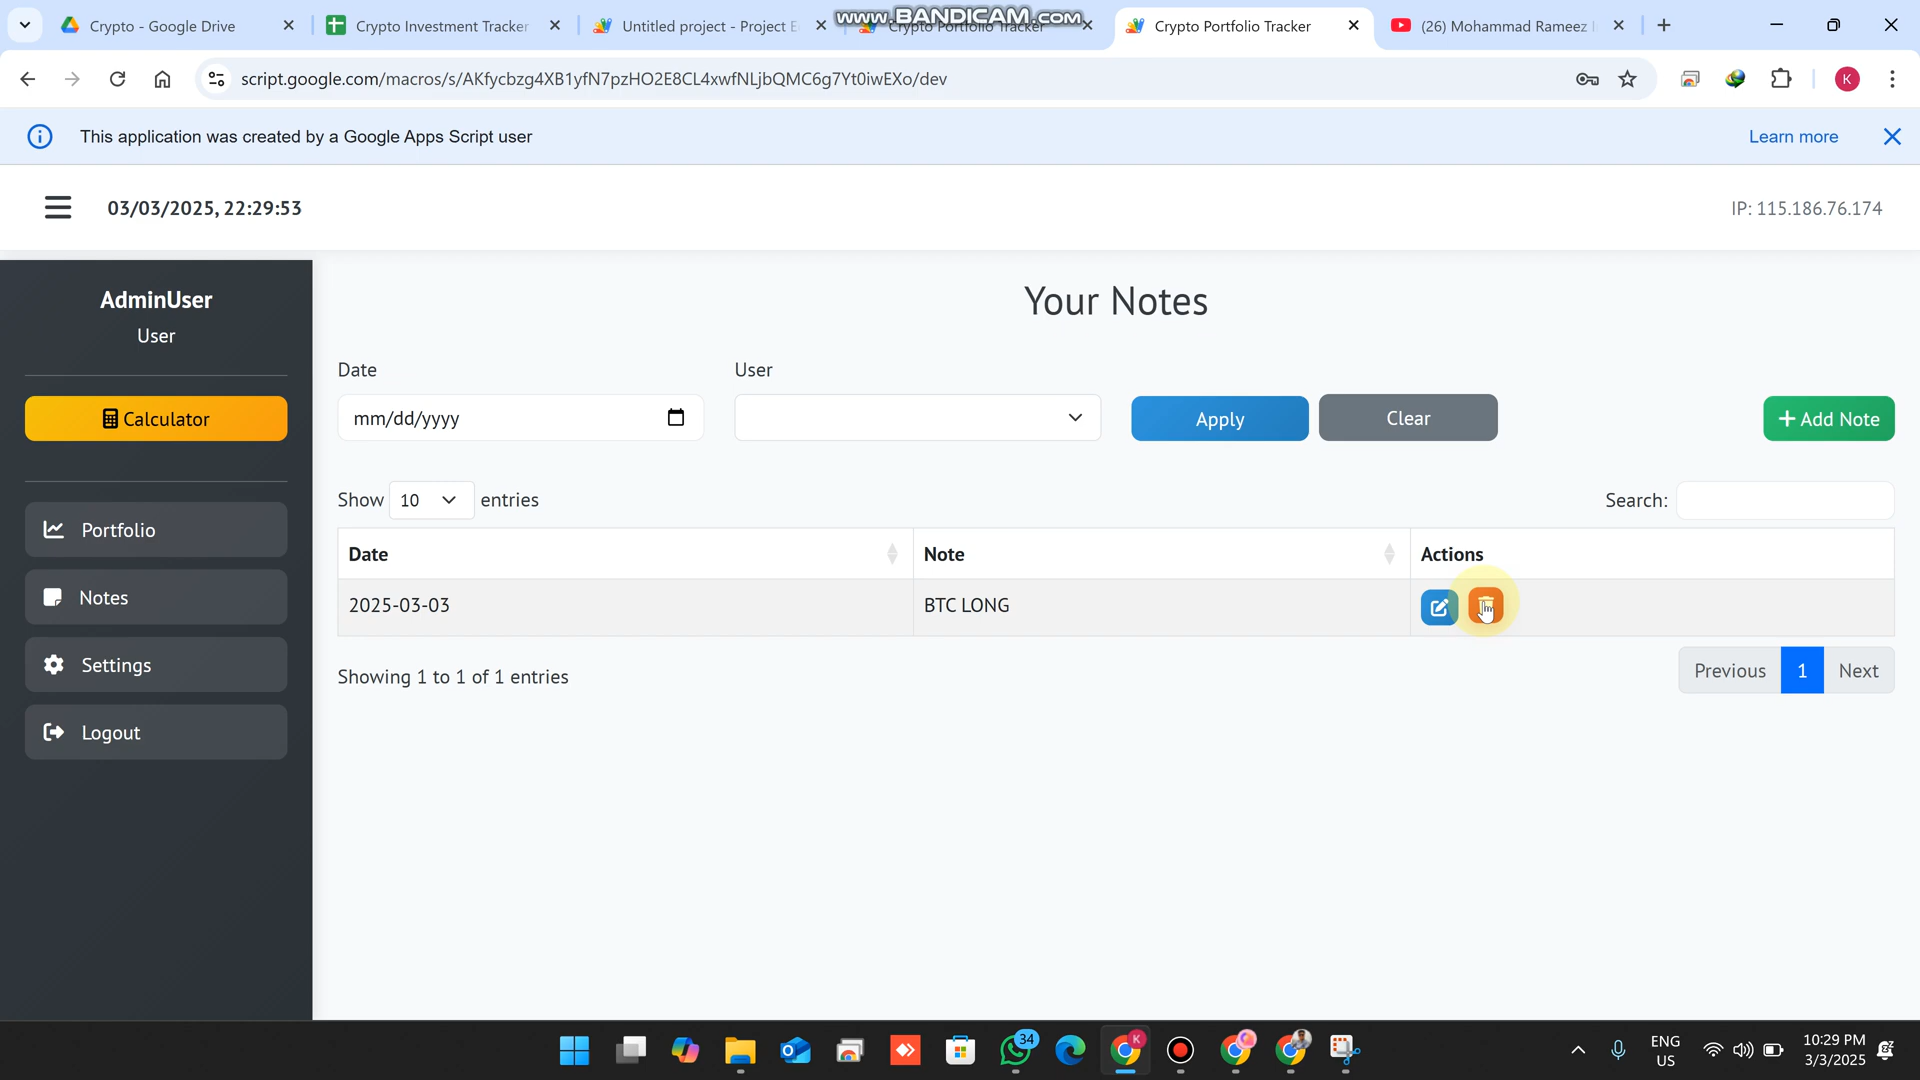 Crypto - Google Drive
Crypto Investment Tracker
Untitled project - Project E
Crypto Portfolio Tracker
www.BANDICAM.com
Crypto Portfolio Tracker
(26) Mohammad Rameez I
script.google.com/macros/s/AKfycbzg4XB1yfN7pzHO2E8CL4xwfNLjbQMC6g7Yt0iwEXo/dev
K
This application was created by a Google Apps Script user
Learn more
03/03/2025, 22:29:53
IP: 115.186.76.174
AdminUser
User
Calculator
Portfolio
Notes
Settings
Logout
Your Notes
Date
User
mm/dd/yyyy
Apply
Clear
+ Add Note
Show 10 entries
Search:
Date
Note
Actions
2025-03-03
BTC LONG
Showing 1 to 1 of 1 entries
Previous
1
Next
34
K
ENG
US
10:29 PM
3/3/2025